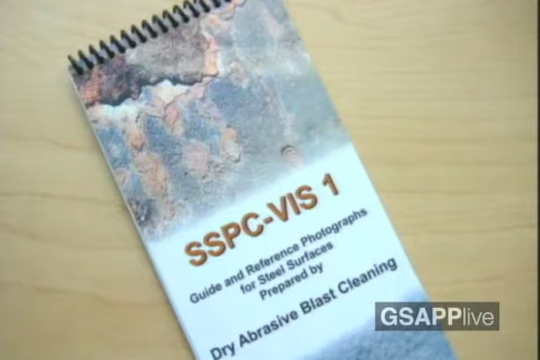 SSPC-VIS 1
Guide and Reference Photographs
for Steel Surfaces
Prepared by
Dry Abrasive Blast Cleaning
GSAPPlive